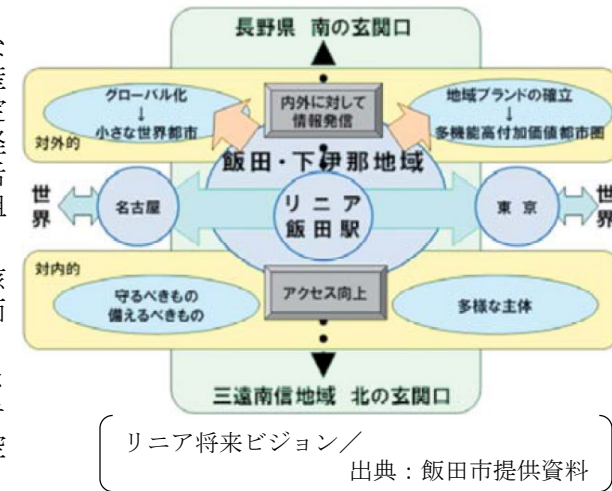 長野県 南の玄関口
グローバル化
↓
小さな世界都市
内外に対して
情報発信
地域ブランドの確立
↓
多機能高付加価値都市圏
対外的
飯田・下伊那地域
世界
名古屋
リニア
飯田駅
東京
世界
対内的
守るべきもの
備えるべきもの
アクセス向上
多様な主体
三遠南信地域 北の玄関口
リニア将来ビジョン/
出典:飯田市提供資料